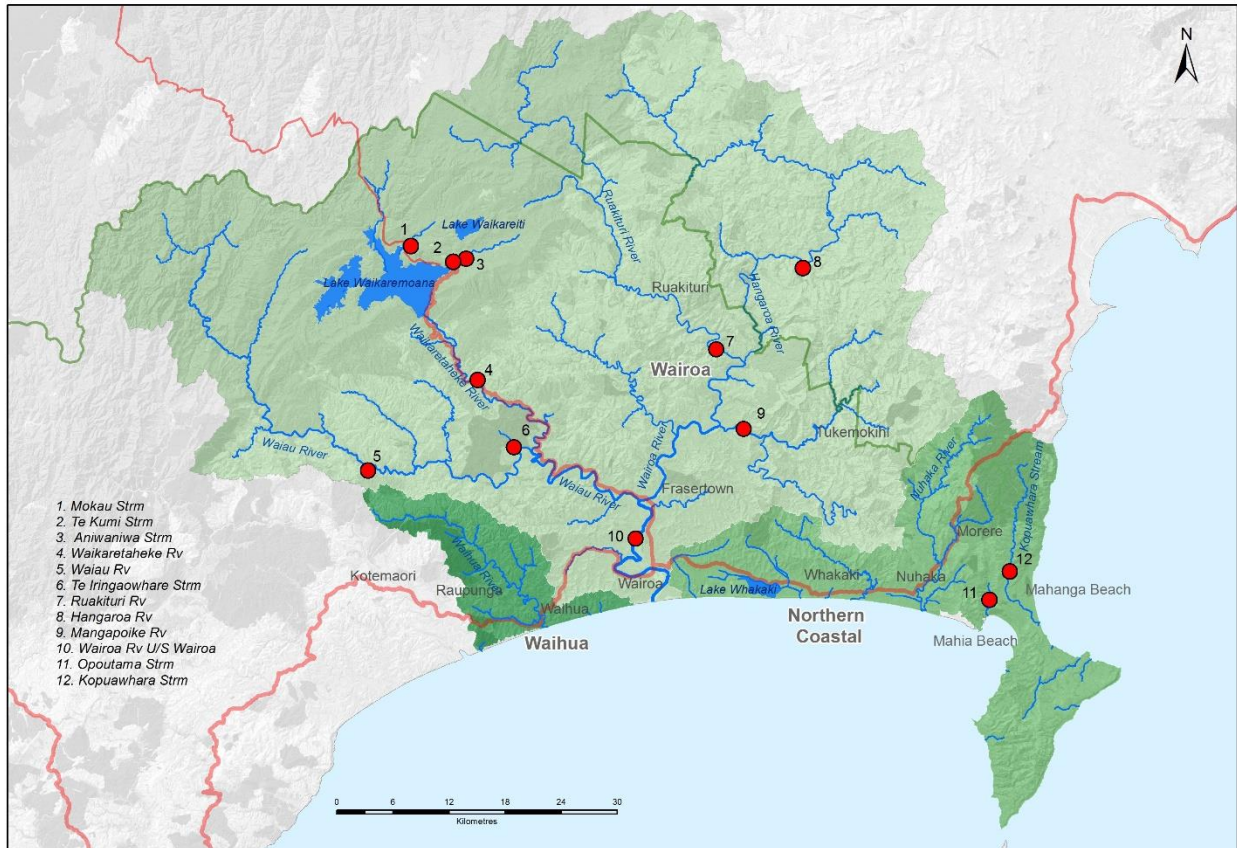 N
Lake Waikareiti
Ruakituri River
1
2
3
Lake Waikaremoana
8
Ruakituri
Hangaroa River
7
Wairoa
Waikaretaheke River
4
9
Tukemokihi
6
Wairoa River
Nuhaka River
Waiau River
5
Waiau River
Frasertown
Kopuawhara Stream
Morere
10
12
Waihua River
Kotemaori
Raupunga
Wairoa
Lake Whakaki
Whakaki
Nuhaka
11
Mahanga Beach
Waihua
Waihua
Northern
Coastal
Mahia Beach
1. Mokau Strm
2. Te Kumi Strm
3. Aniwaniwa Strm
4. Waikaretaheke Rv
5. Waiau Rv
6. Te Iringaowhare Strm
7. Ruakituri Rv
8. Hangaroa Rv
9. Mangapoike Rv
10. Wairoa Rv U/S Wairoa
11. Opoutama Strm
12. Kopuawhara Strm
0 6 12 18 24 30
Kilometres